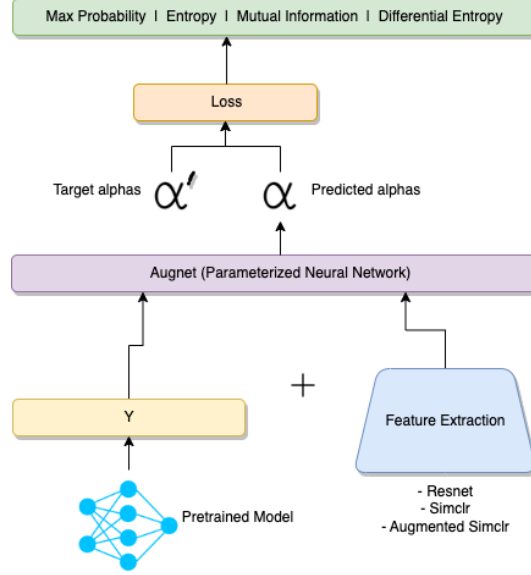 Max Probability I Entropy I Mutual Information I Differential Entropy
Loss
Target alphas α′ α Predicted alphas
Augnet (Parameterized Neural Network)
+
Y
Feature Extraction
- Resnet
- Simclr
- Augmented Simclr
Pretrained Model